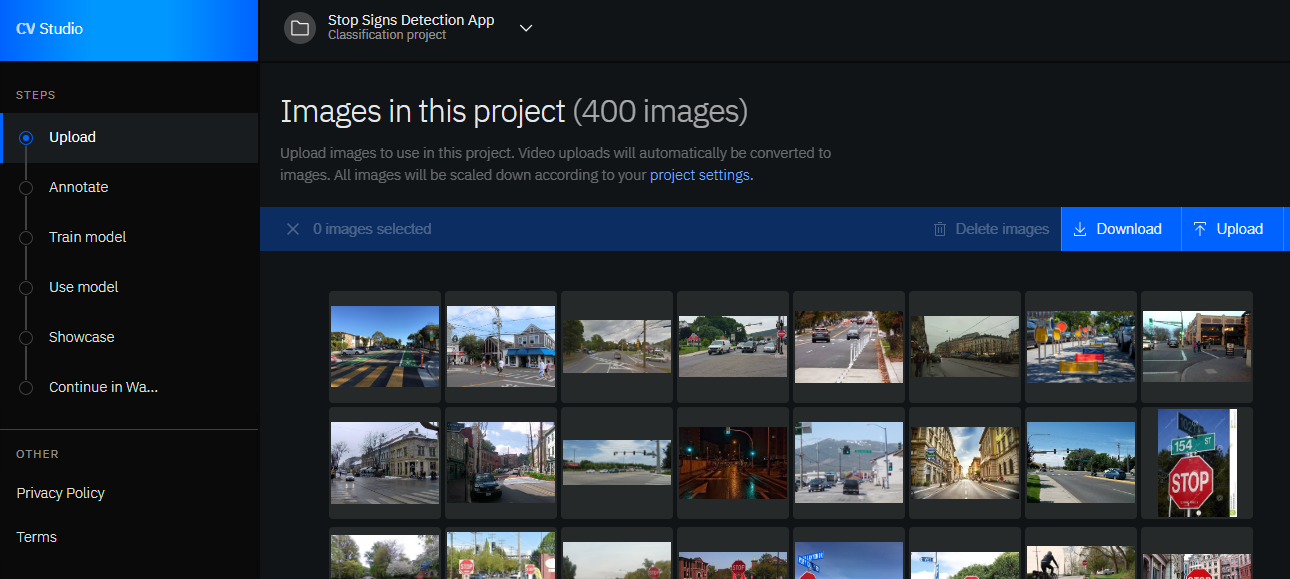 CV Studio
Stop Signs Detection App
Classification project
STEPS
Upload
Annotate
Train model
Use model
Showcase
Continue in Wa...
OTHER
Privacy Policy
Terms
Images in this project (400 images)
Upload images to use in this project. Video uploads will automatically be converted to
images. All images will be scaled down according to your project settings.
0 images selected
Delete images
Download
Upload
154 ST
STOP
STOP
STOP